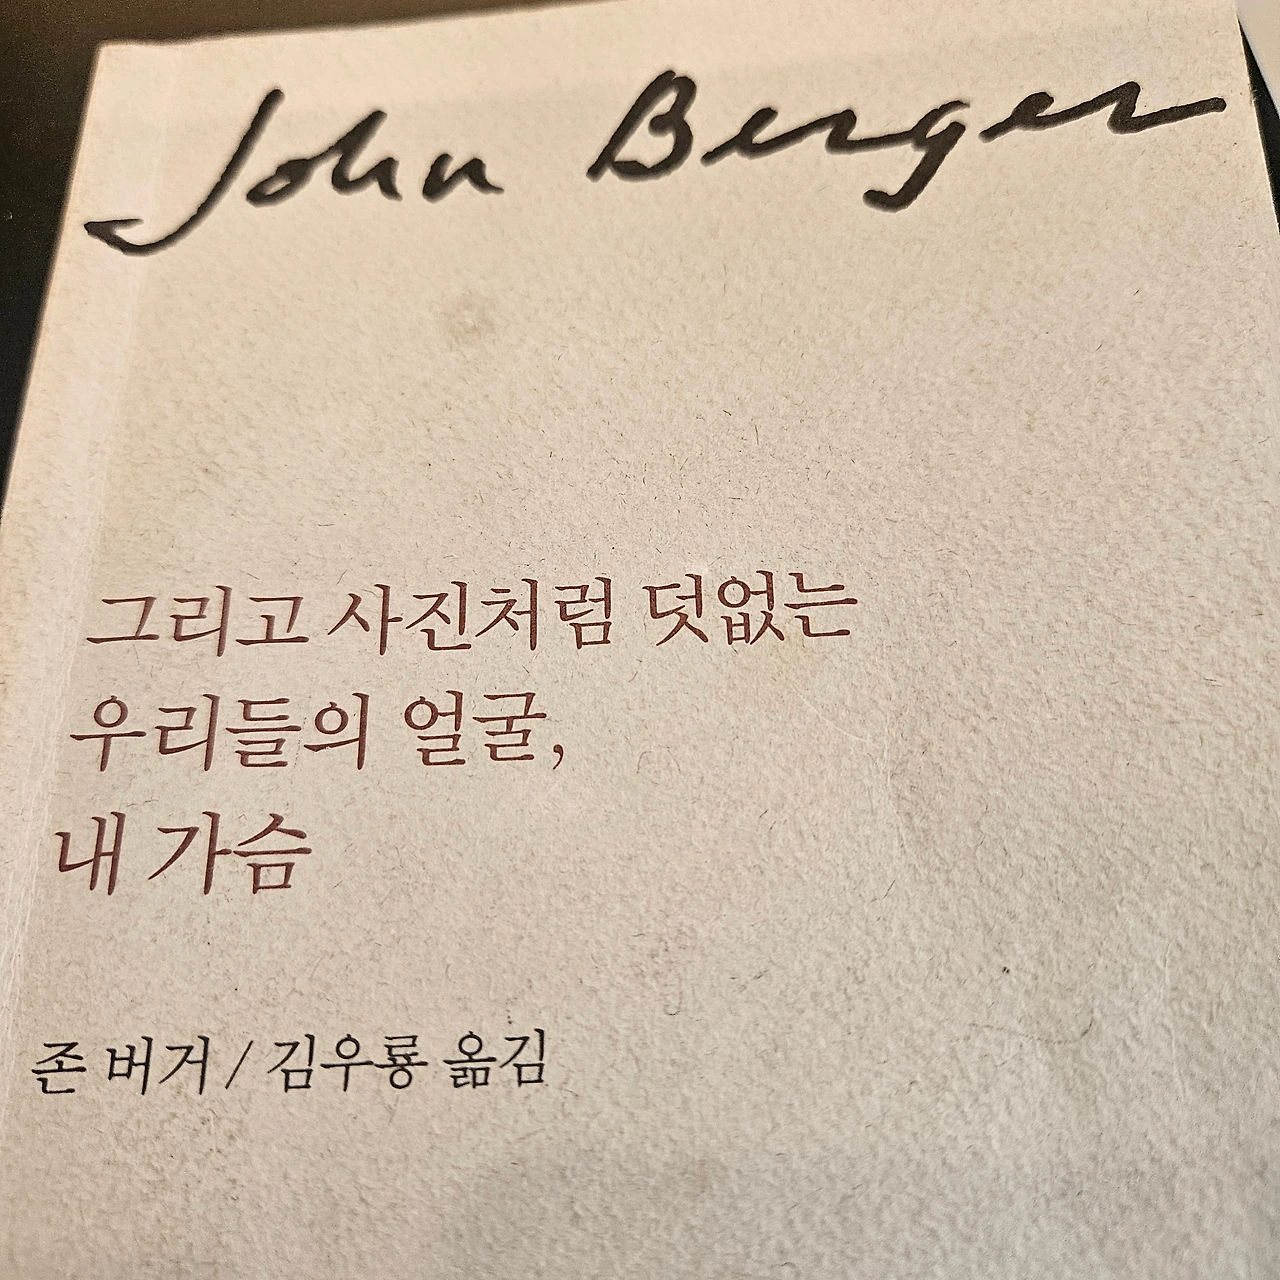 John Berger
그리고 사진처럼 덧없는
우리들의 얼굴,
내 가슴
존 버거 / 김우룡 옮김